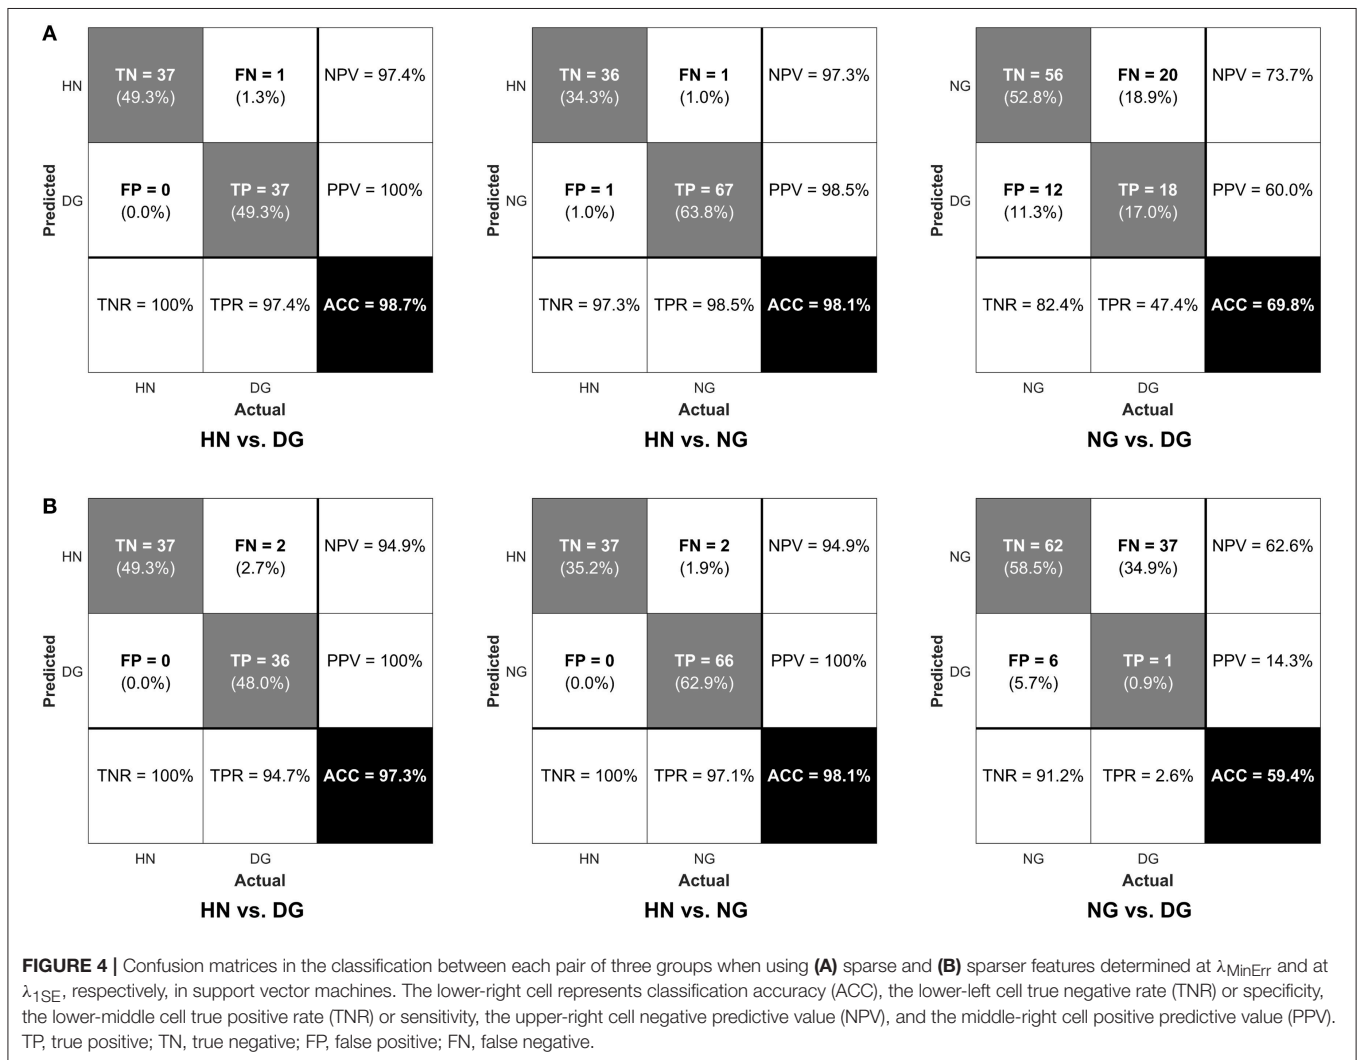 A
HN
TN = 37
(49.3%)
FN = 1
(1.3%)
NPV = 97.4%
Predicted
DG
FP = 0
(0.0%)
TP = 37
(49.3%)
PPV = 100%
TNR = 100%
TPR = 97.4%
ACC = 98.7%
HN
DG
Actual
HN vs. DG
HN
TN = 36
(34.3%)
FN = 1
(1.0%)
NPV = 97.3%
Predicted
NG
FP = 1
(1.0%)
TP = 67
(63.8%)
PPV = 98.5%
TNR = 97.3%
TPR = 98.5%
ACC = 98.1%
HN
NG
Actual
HN vs. NG
NG
TN = 56
(52.8%)
FN = 20
(18.9%)
NPV = 73.7%
Predicted
DG
FP = 12
(11.3%)
TP = 18
(17.0%)
PPV = 60.0%
TNR = 82.4%
TPR = 47.4%
ACC = 69.8%
NG
DG
Actual
NG vs. DG
B
HN
TN = 37
(49.3%)
FN = 2
(2.7%)
NPV = 94.9%
Predicted
DG
FP = 0
(0.0%)
TP = 36
(48.0%)
PPV = 100%
TNR = 100%
TPR = 94.7%
ACC = 97.3%
HN
DG
Actual
HN vs. DG
HN
TN = 37
(35.2%)
FN = 2
(1.9%)
NPV = 94.9%
Predicted
NG
FP = 0
(0.0%)
TP = 66
(62.9%)
PPV = 100%
TNR = 100%
TPR = 97.1%
ACC = 98.1%
HN
NG
Actual
HN vs. NG
NG
TN = 62
(58.5%)
FN = 37
(34.9%)
NPV = 62.6%
Predicted
DG
FP = 6
(5.7%)
TP = 1
(0.9%)
PPV = 14.3%
TNR = 91.2%
TPR = 2.6%
ACC = 59.4%
NG
DG
Actual
NG vs. DG
FIGURE 4 | Confusion matrices in the classification between each pair of three groups when using (A) sparse and (B) sparser features determined at λMinErr and at
λ1SE, respectively, in support vector machines. The lower-right cell represents classification accuracy (ACC), the lower-left cell true negative rate (TNR) or specificity,
the lower-middle cell true positive rate (TNR) or sensitivity, the upper-right cell negative predictive value (NPV), and the middle-right cell positive predictive value (PPV).
TP, true positive; TN, true negative; FP, false positive; FN, false negative.